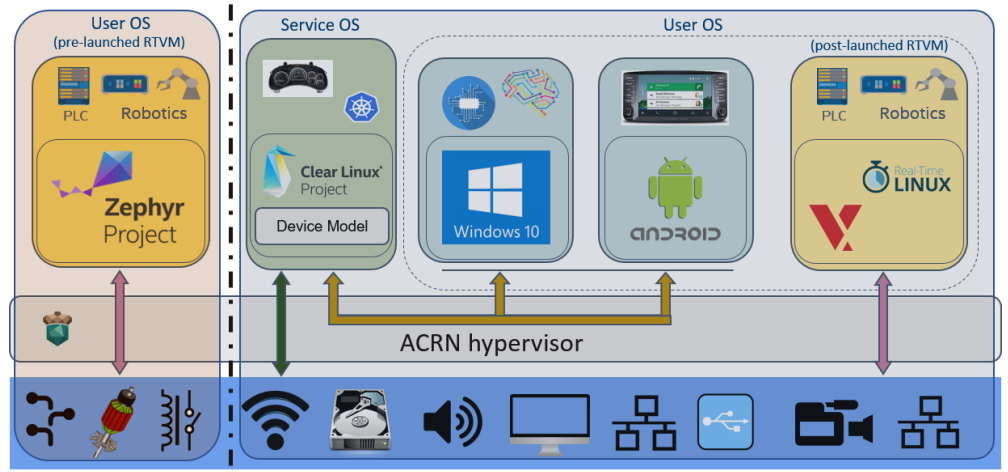 User OS
(pre-launched RTVM)
PLC
Robotics
Zephyr
Project
Service OS
Clear Linux*
Project
Device Model
User OS
Windows 10
ANDROID
(post-launched RTVM)
PLC
Robotics
Real-Time
LINUX
ACRN hypervisor